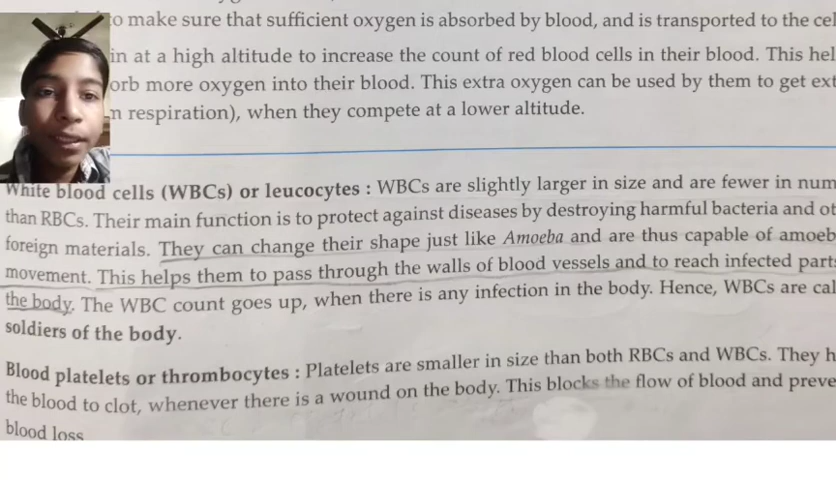 to make sure that sufficient oxygen is absorbed by blood, and is transported to the cel
in at a high altitude to increase the count of red blood cells in their blood. This hel
orb more oxygen into their blood. This extra oxygen can be used by them to get ext
n respiration), when they compete at a lower altitude.
White blood cells (WBCs) or leucocytes : WBCs are slightly larger in size and are fewer in num
than RBCs. Their main function is to protect against diseases by destroying harmful bacteria and ot
foreign materials. They can change their shape just like Amoeba and are thus capable of amoeb
movement. This helps them to pass through the walls of blood vessels and to reach infected part
the body. The WBC count goes up, when there is any infection in the body. Hence, WBCs are cal
soldiers of the body.
Blood platelets or thrombocytes : Platelets are smaller in size than both RBCs and WBCs. They h
the blood to clot, whenever there is a wound on the body. This blocks the flow of blood and preve
blood loss